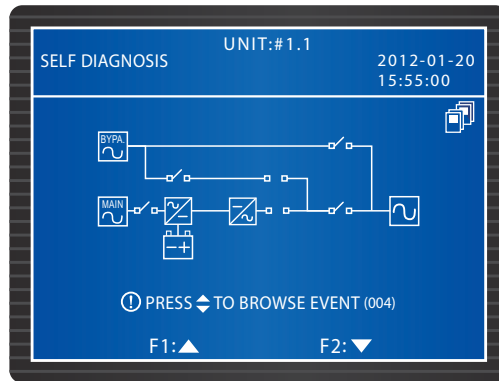 UNIT:#1.1
SELF DIAGNOSIS
2012-01-20
15:55:00
BYPA.
MAIN
PRESS TO BROWSE EVENT (004)
F1:
F2: